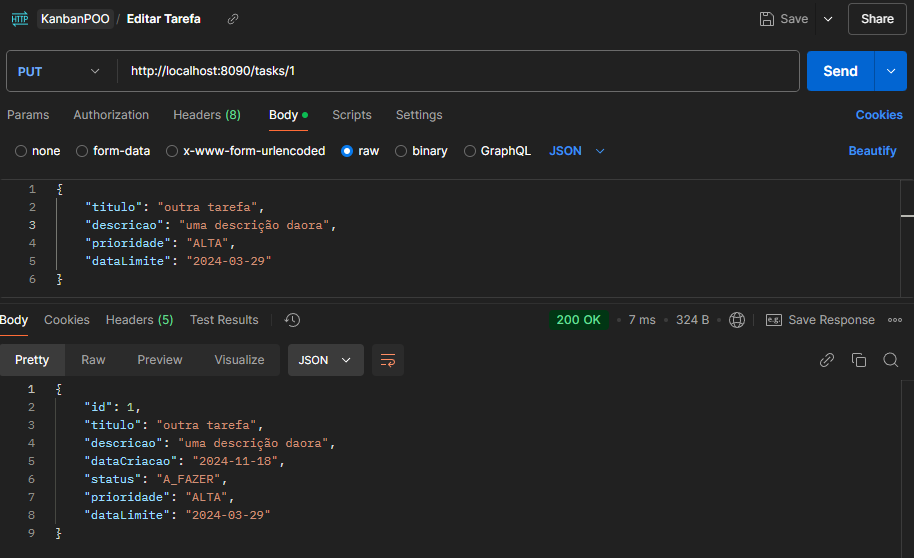 HTTP KanbanPOO / Editar Tarefa Save Share
PUT http://localhost:8090/tasks/1 Send
Params Authorization Headers (8) Body Scripts Settings Cookies
none form-data x-www-form-urlencoded raw binary GraphQL JSON Beautify
1 {
2 "titulo": "outra tarefa",
3 "descricao": "uma descrição daora",
4 "prioridade": "ALTA",
5 "dataLimite": "2024-03-29"
6 }
Body Cookies Headers (5) Test Results 200 OK • 7 ms • 324 B • e.g. Save Response
Pretty Raw Preview Visualize JSON
1 {
2 "id": 1,
3 "titulo": "outra tarefa",
4 "descricao": "uma descrição daora",
5 "dataCriacao": "2024-11-18",
6 "status": "A_FAZER",
7 "prioridade": "ALTA",
8 "dataLimite": "2024-03-29"
9 }